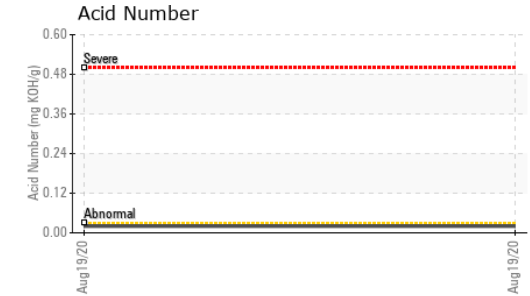 Acid Number
Acid Number (mg KOH/g)
0.60
0.48
0.36
0.24
0.12
0.00
Severe
Abnormal
Aug19/20
Aug19/20